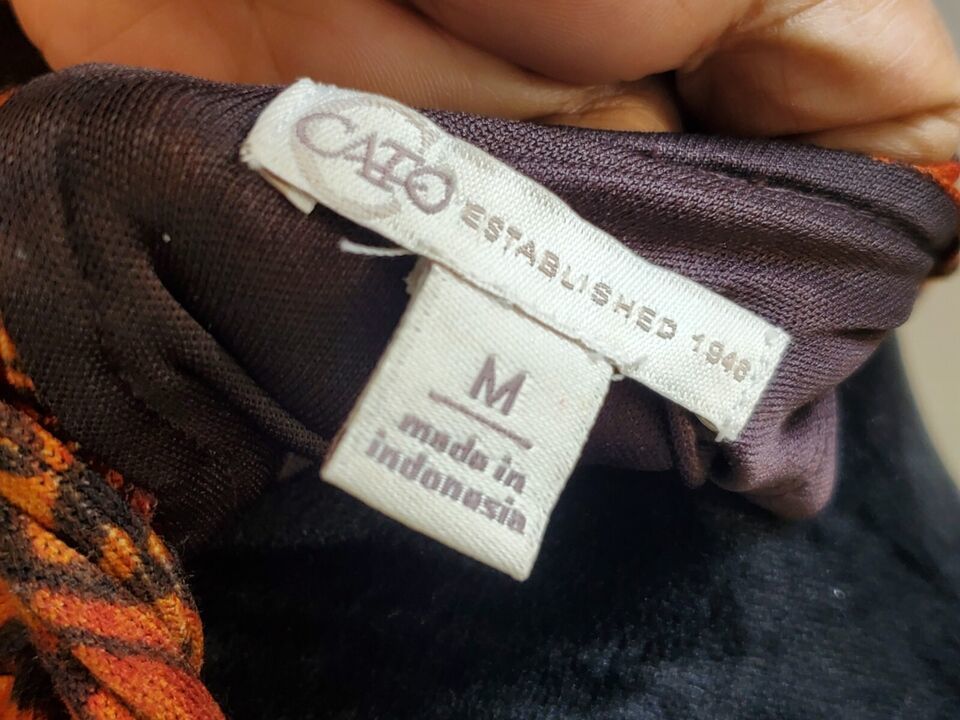 CATO ESTABLISHED 1946
M
made in
indonesia